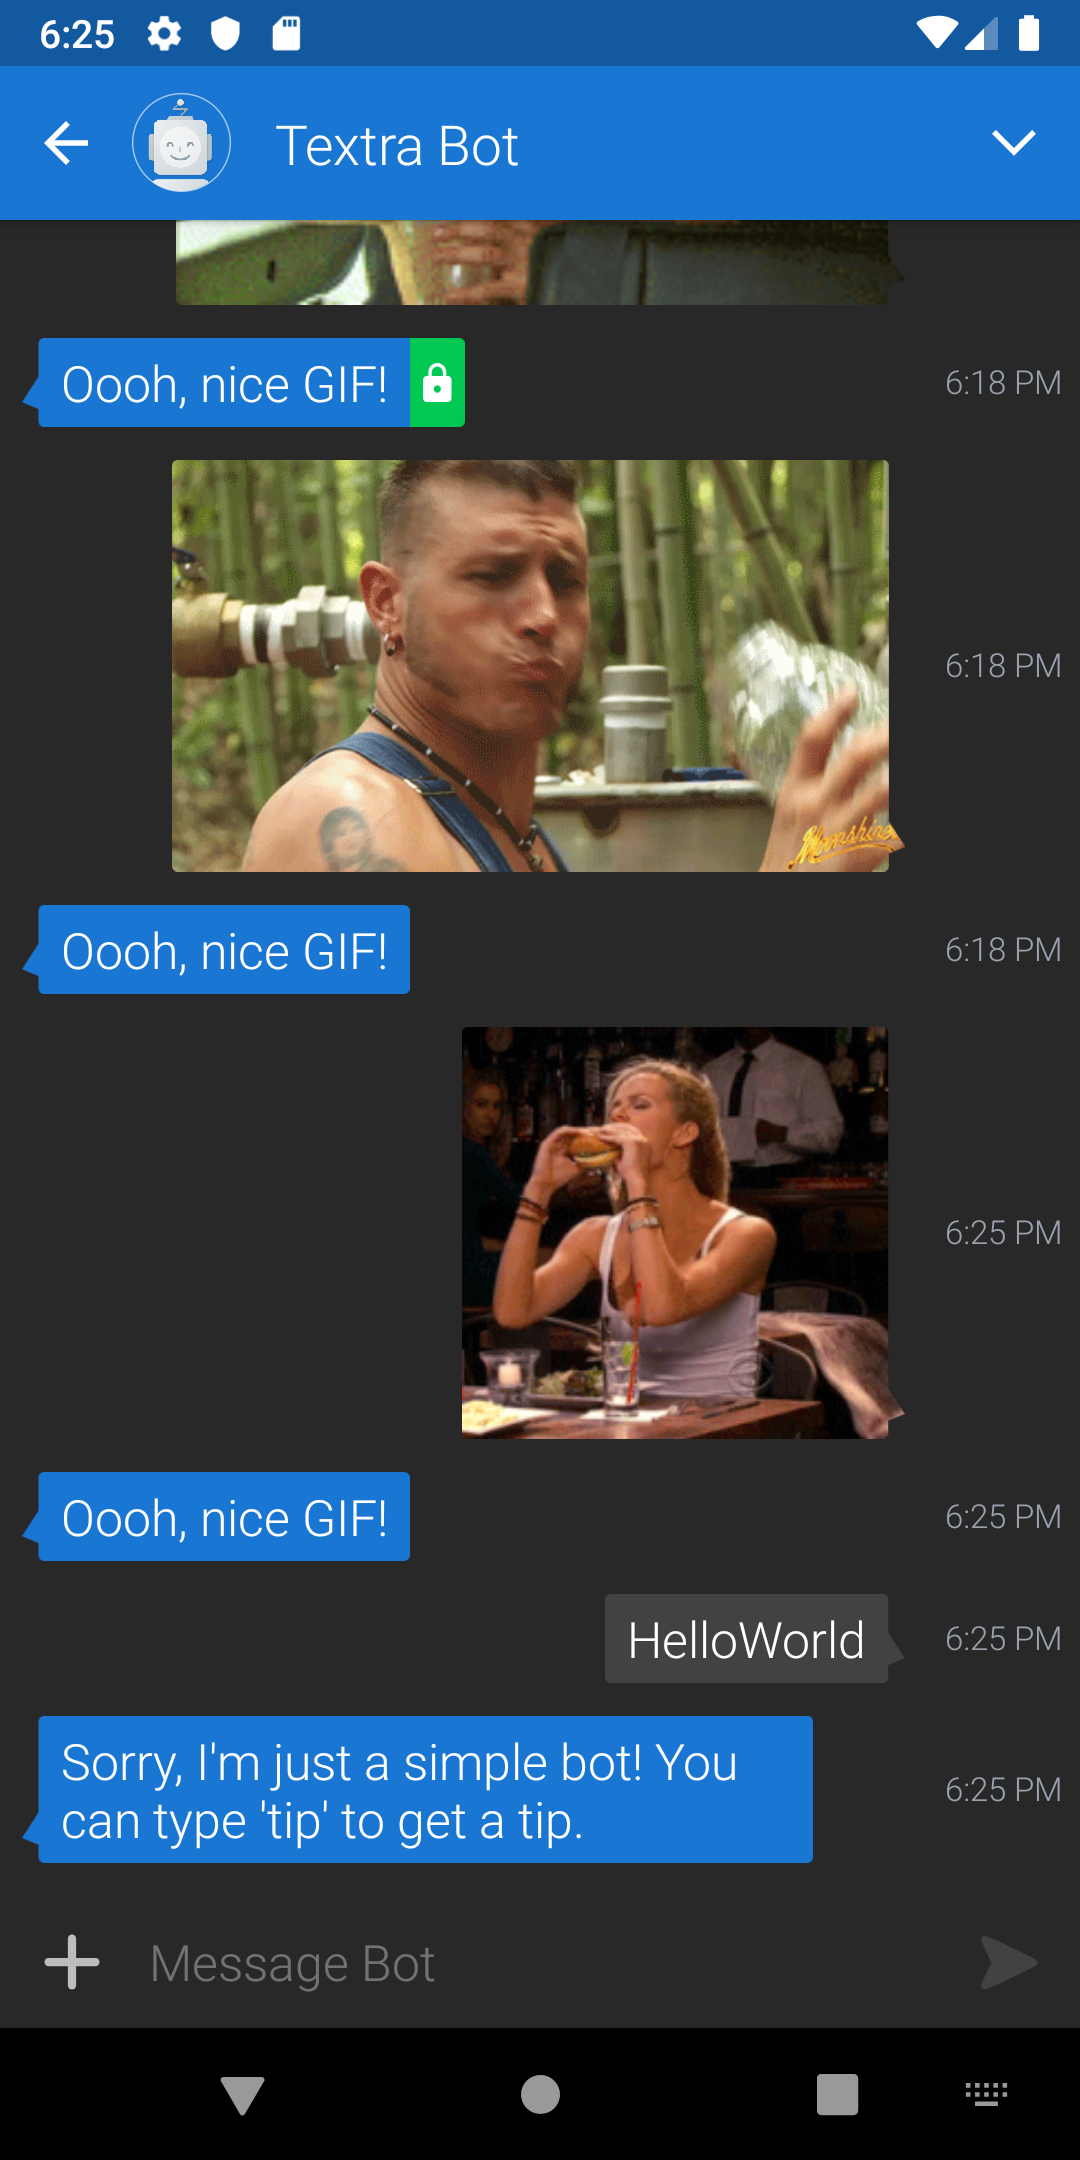 6:25
Textra Bot
Oooh, nice GIF!
6:18 PM
6:18 PM
Moonshiners
Oooh, nice GIF!
6:18 PM
6:25 PM
Oooh, nice GIF!
6:25 PM
HelloWorld
6:25 PM
Sorry, I'm just a simple bot! You
can type 'tip' to get a tip.
6:25 PM
Message Bot